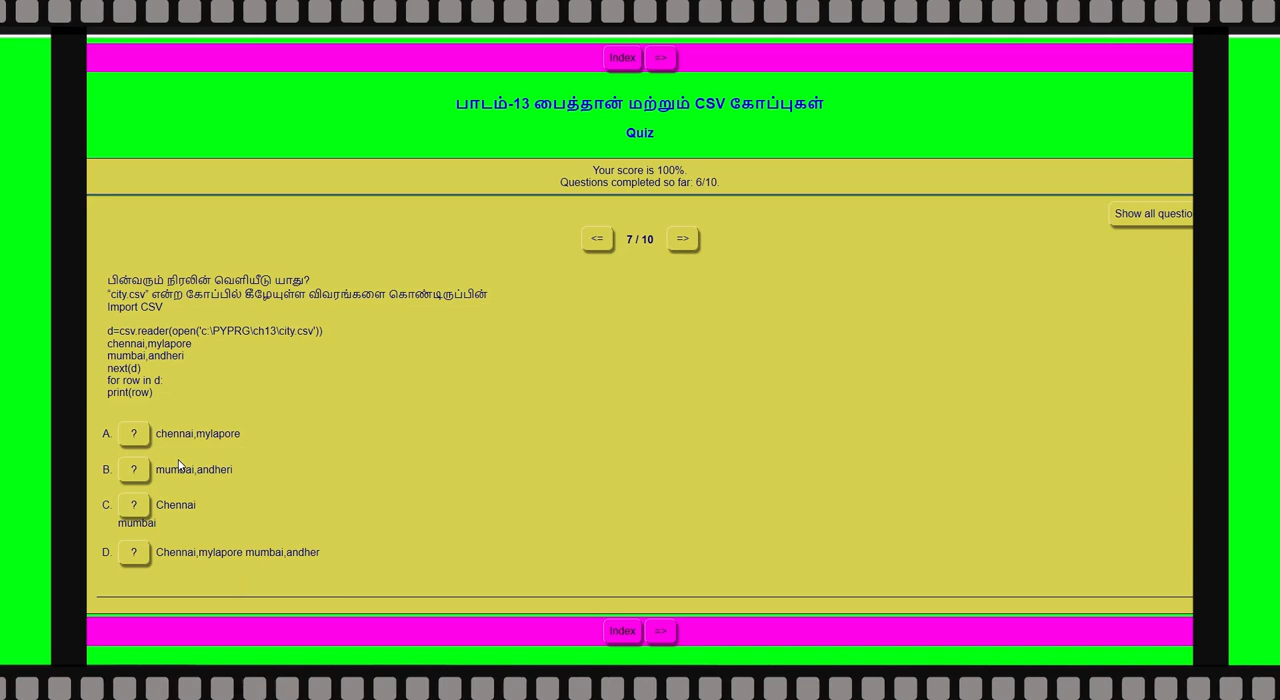 Index =>
பாடம்-13 பைத்தான் மற்றும் CSV கோப்புகள்
Quiz
Your score is 100%.
Questions completed so far: 6/10.
Show all questio
<= 7 / 10 =>
பின்வரும் நிரலின் வெளியீடு யாது?
"city.csv" என்ற கோப்பில் கீழேயுள்ள விவரங்களை கொண்டிருப்பின்
Import CSV
d=csv.reader(open('c:\PYPRG\ch13\city.csv'))
chennai,mylapore
mumbai,andheri
next(d)
for row in d:
print(row)
A. ? chennai,mylapore
B. ? mumbai,andheri
C. ? Chennai
mumbai
D. ? Chennai,mylapore mumbai,andher
Index =>